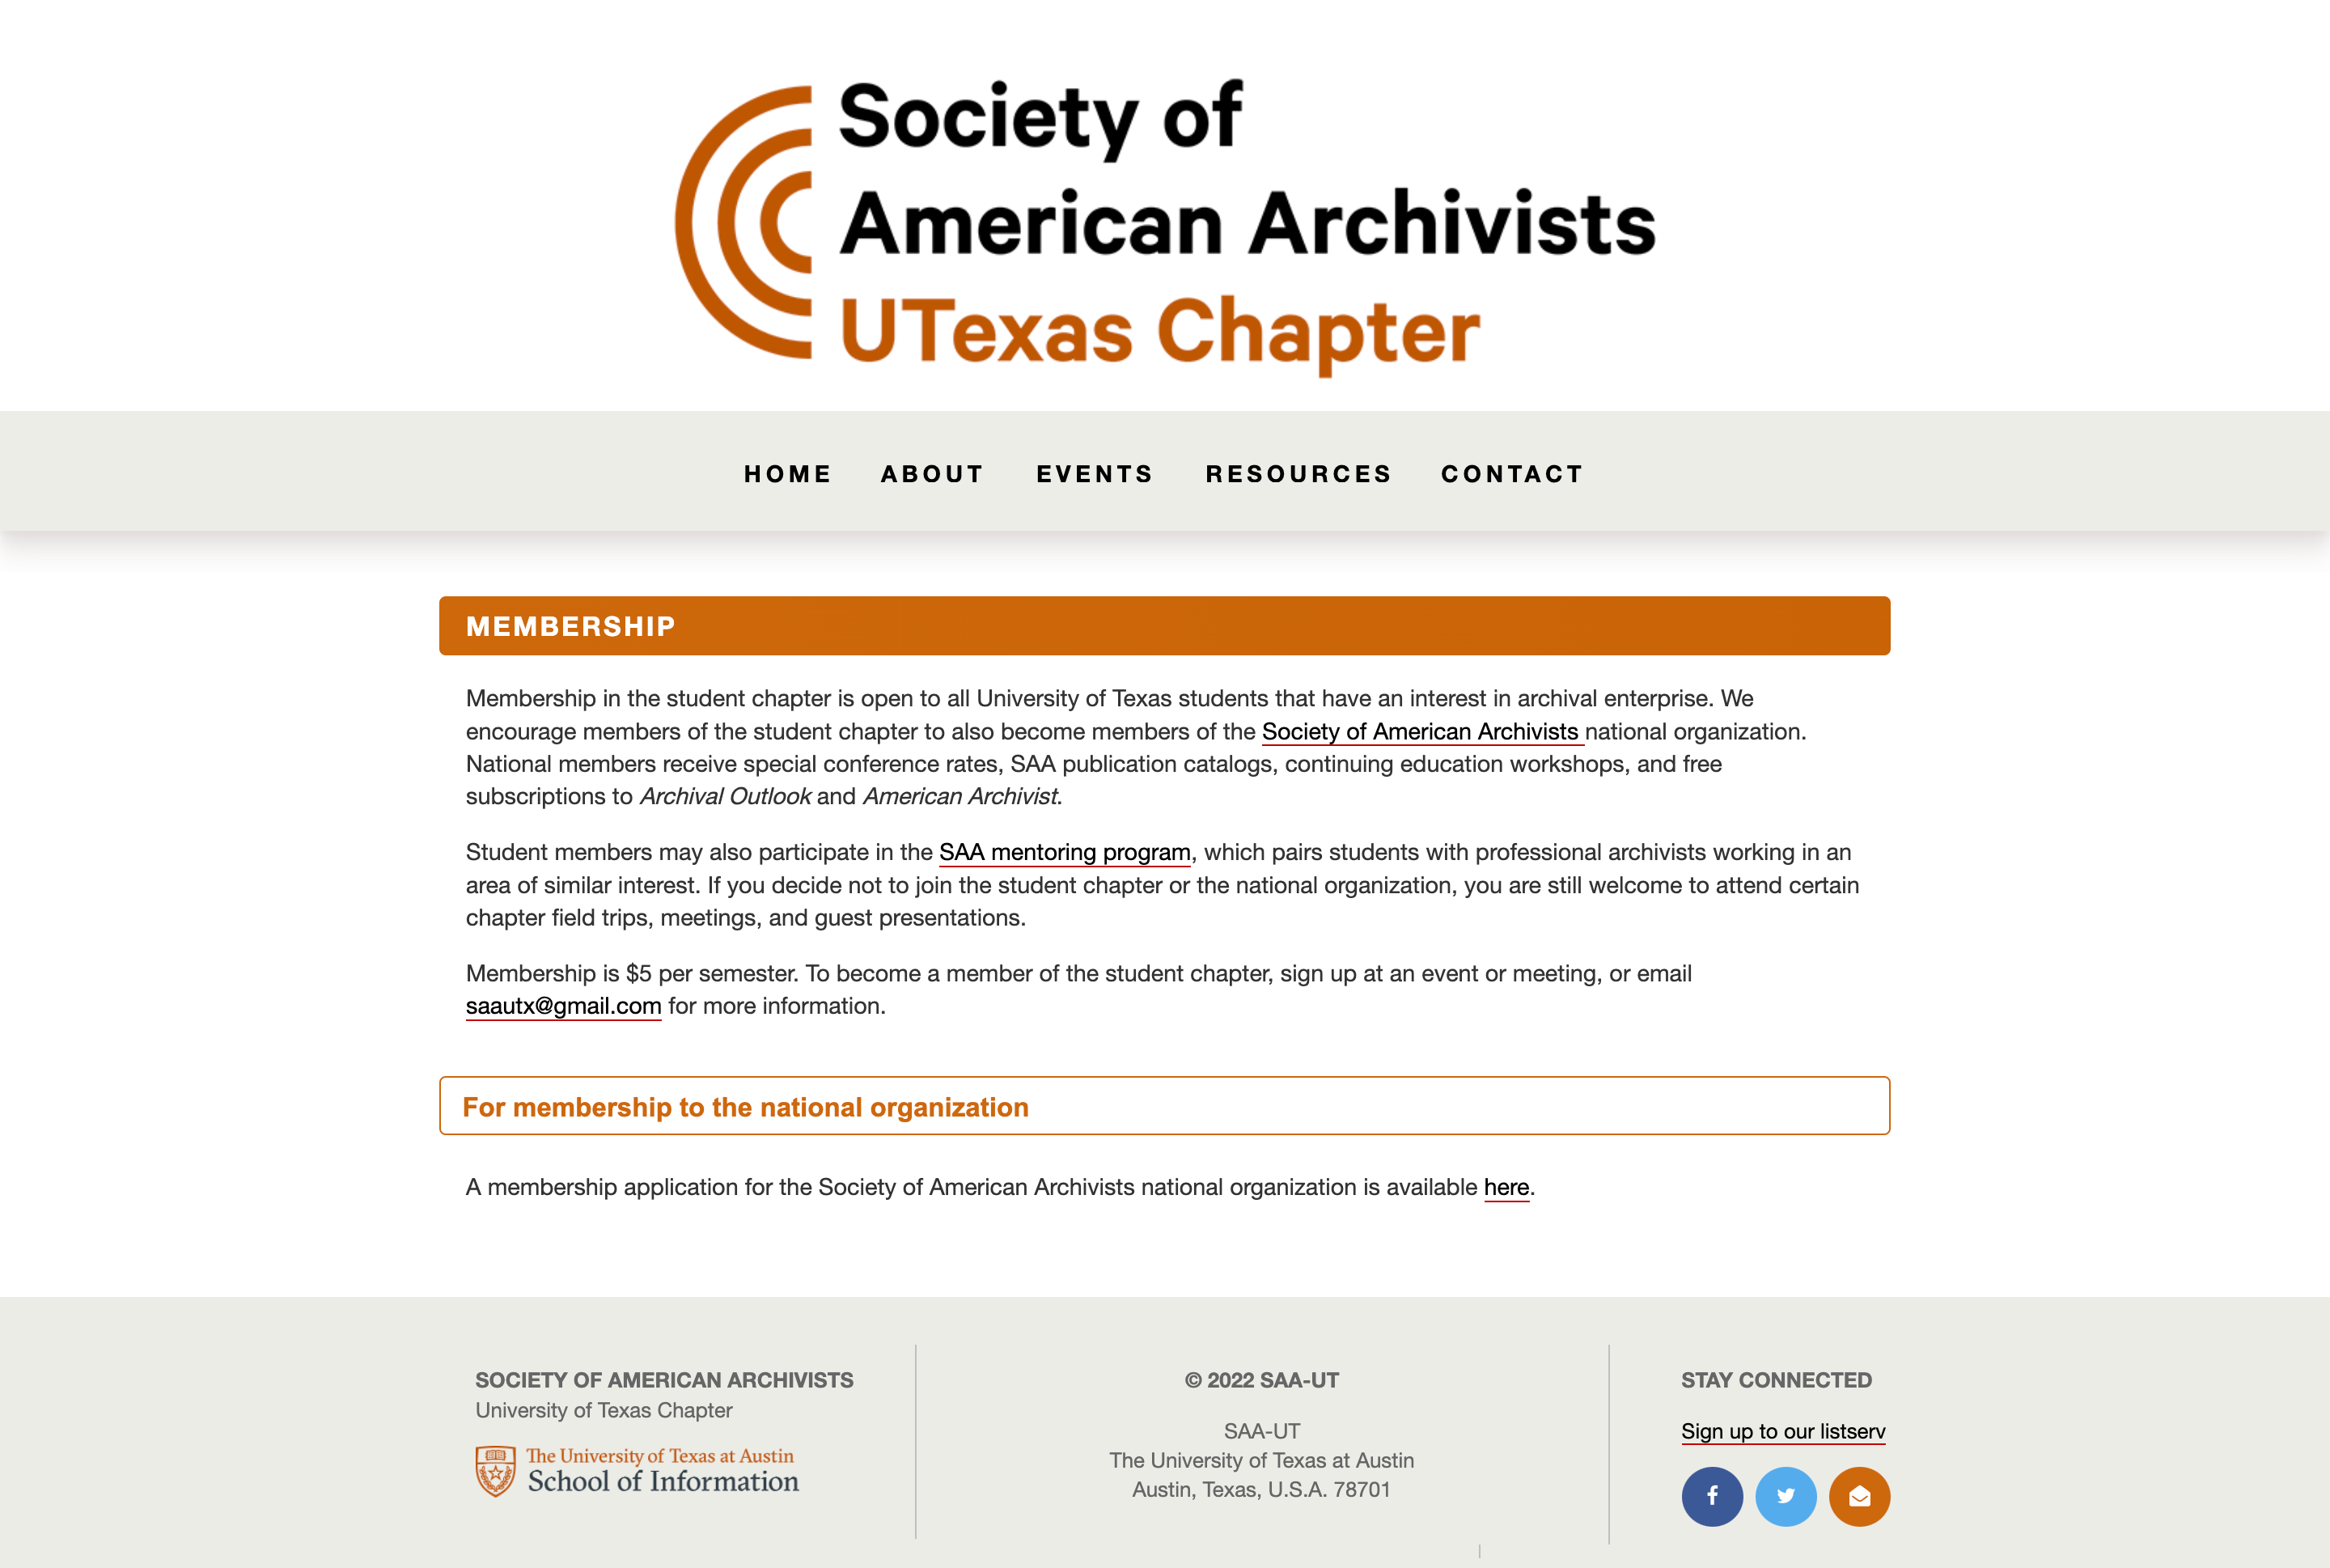 Society of
American Archivists
UTexas Chapter
HOME ABOUT EVENTS RESOURCES CONTACT
MEMBERSHIP
Membership in the student chapter is open to all University of Texas students that have an interest in archival enterprise. We
encourage members of the student chapter to also become members of the Society of American Archivists national organization.
National members receive special conference rates, SAA publication catalogs, continuing education workshops, and free
subscriptions to Archival Outlook and American Archivist.
Student members may also participate in the SAA mentoring program, which pairs students with professional archivists working in an
area of similar interest. If you decide not to join the student chapter or the national organization, you are still welcome to attend certain
chapter field trips, meetings, and guest presentations.
Membership is $5 per semester. To become a member of the student chapter, sign up at an event or meeting, or email
saautx@gmail.com for more information.
For membership to the national organization
A membership application for the Society of American Archivists national organization is available here.
SOCIETY OF AMERICAN ARCHIVISTS
University of Texas Chapter
The University of Texas at Austin
School of Information
© 2022 SAA-UT
SAA-UT
The University of Texas at Austin
Austin, Texas, U.S.A. 78701
STAY CONNECTED
Sign up to our listserv